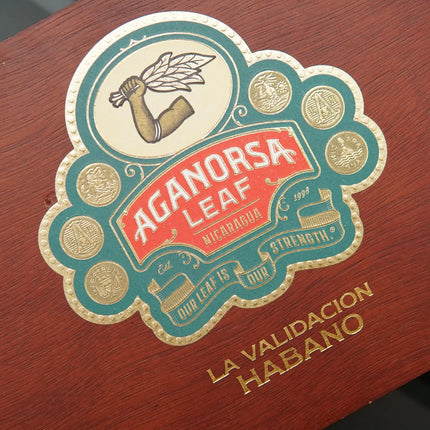 AGANORSA
LEAF
NICARAGUA
Est. 1998
OUR LEAF IS OUR STRENGTH.®
LA VALIDACION
HABANO